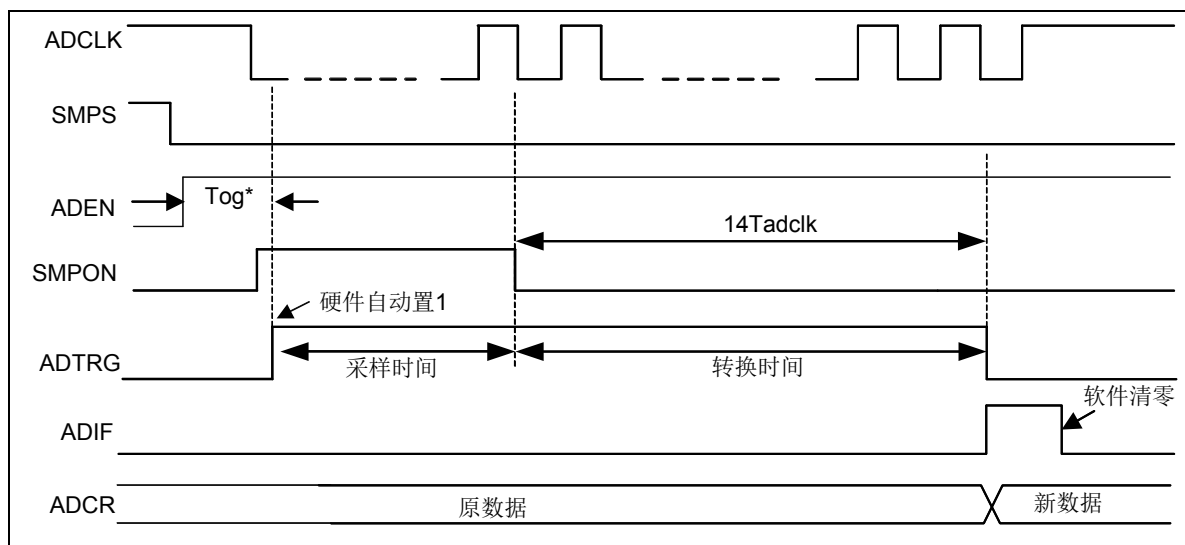 ADCLK
SMPS
ADEN
Tog*
14Tadclk
SMPON
硬件自动置1
ADTRG
采样时间
转换时间
软件清零
ADIF
ADCR
原数据
新数据